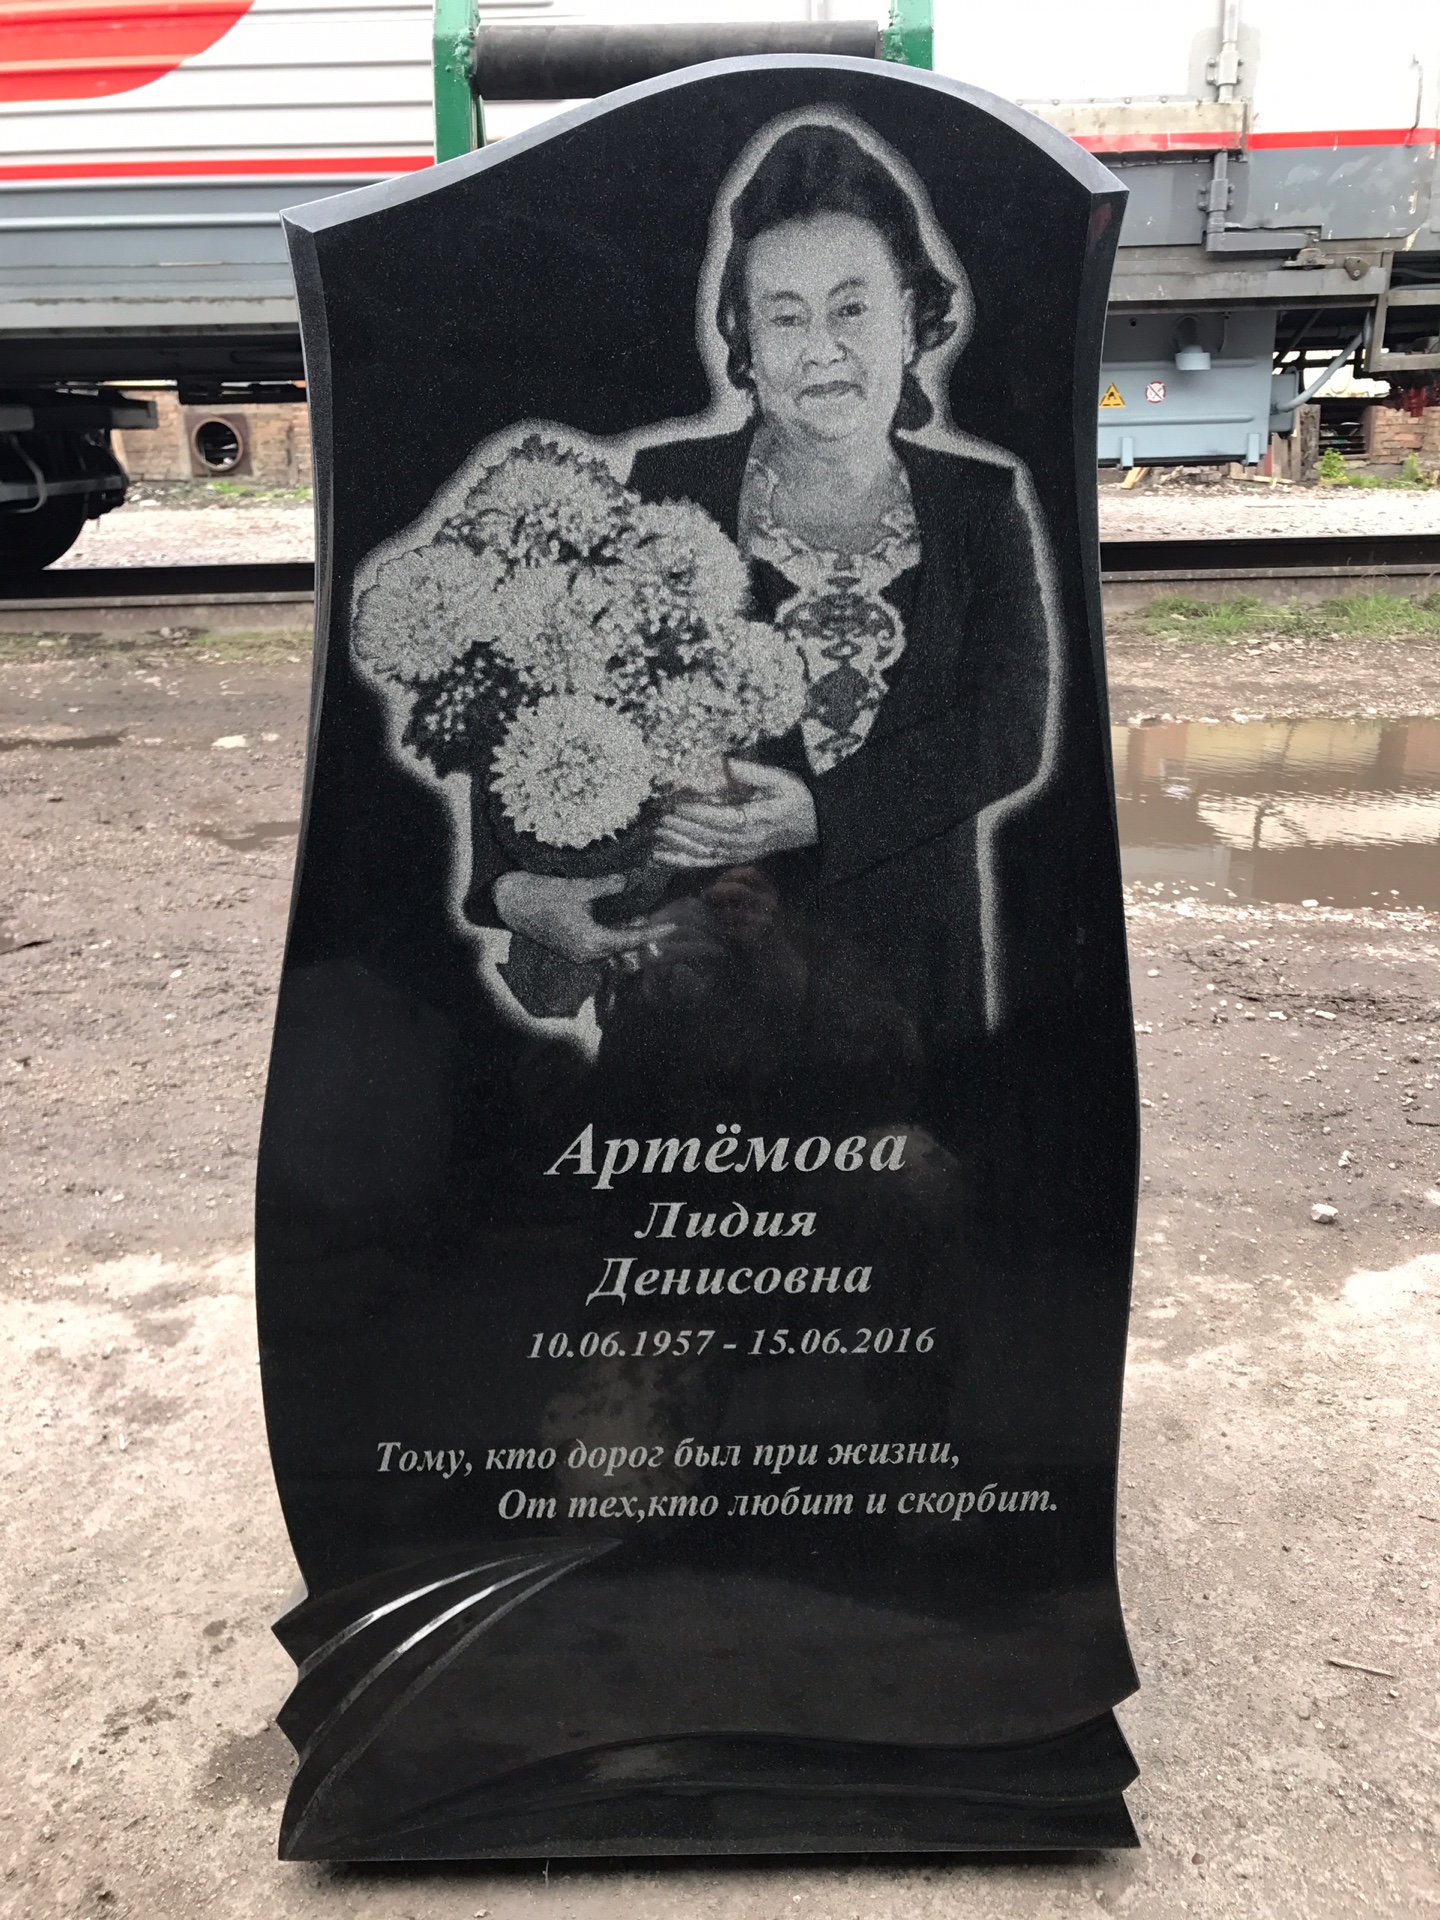 Артёмова
Лидия
Денисовна
10.06.1957 - 15.06.2016
Тому, кто дорог был при жизни,
От тех,кто любит и скорбит.